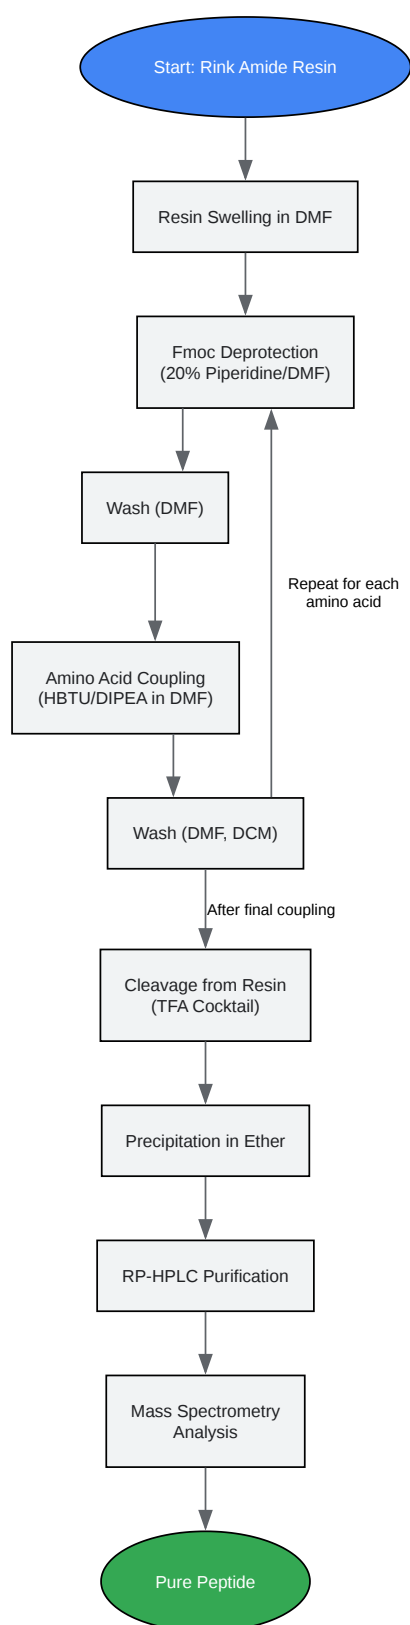 Start: Rink Amide Resin
Resin Swelling in DMF
Fmoc Deprotection
(20% Piperidine/DMF)
Wash (DMF)
Repeat for each
amino acid
Amino Acid Coupling
(HBTU/DIPEA in DMF)
Wash (DMF, DCM)
After final coupling
Cleavage from Resin
(TFA Cocktail)
Precipitation in Ether
RP-HPLC Purification
Mass Spectrometry
Analysis
Pure Peptide